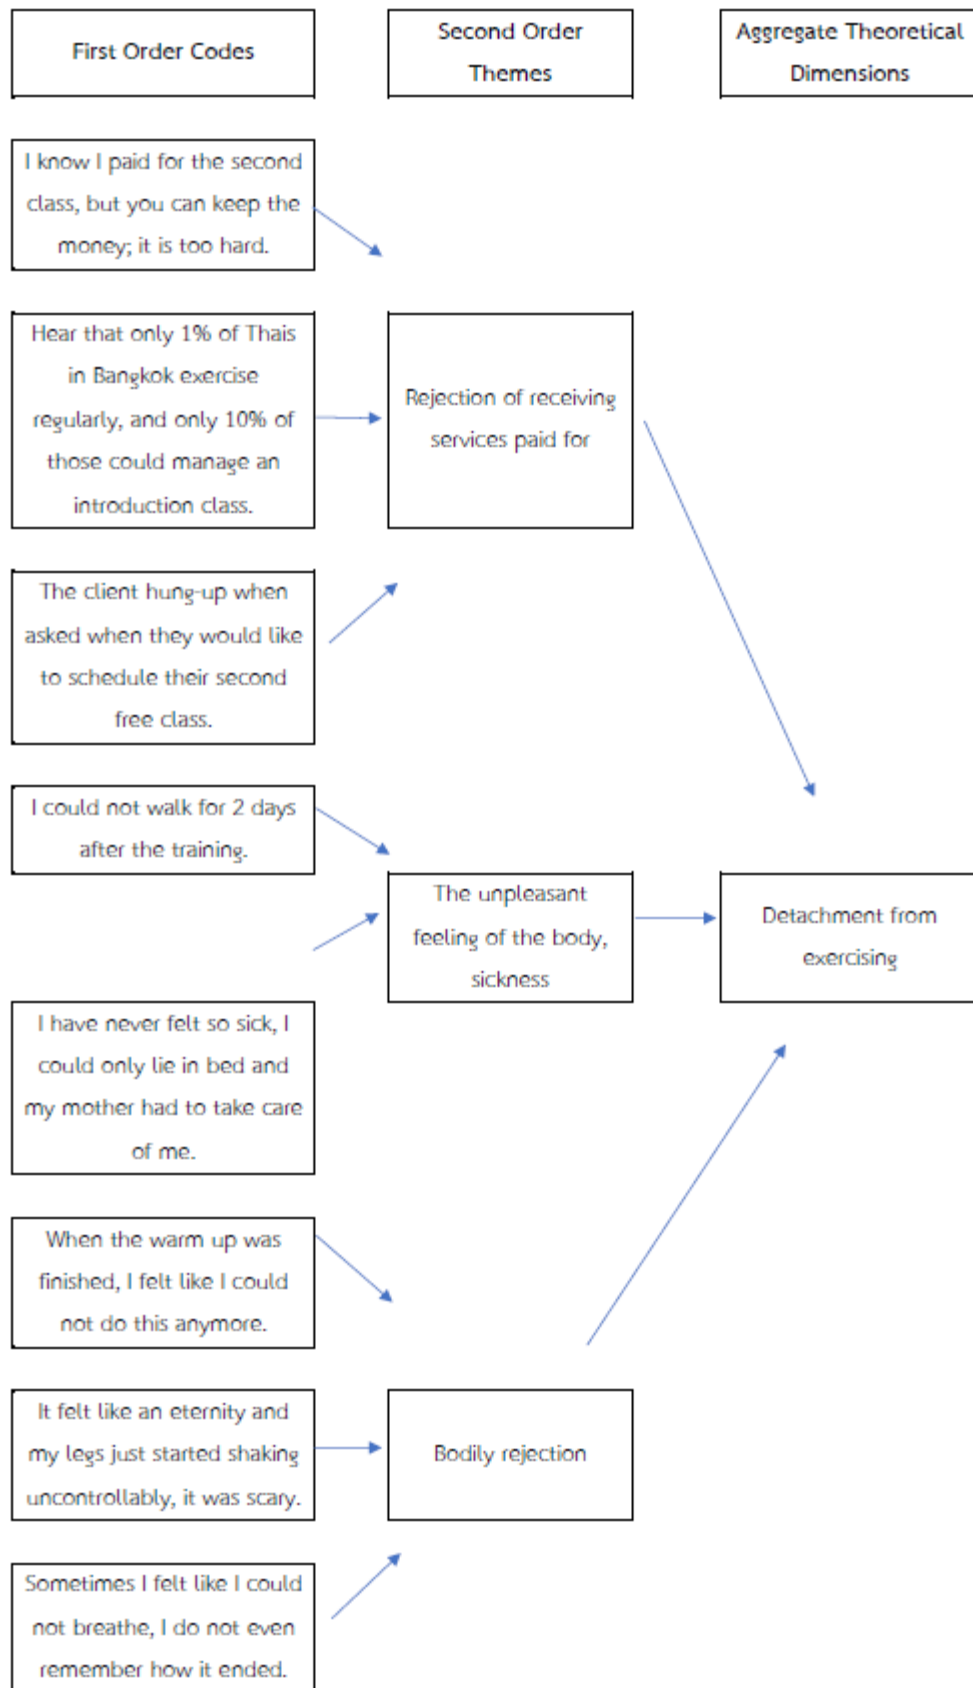 First Order Codes
Second Order
Themes
Aggregate Theoretical
Dimensions
I know I paid for the second
class, but you can keep the
money; it is too hard.
Hear that only 1% of Thais
in Bangkok exercise
regularly, and only 10% of
those could manage an
introduction class.
Rejection of receiving
services paid for
The client hung-up when
asked when they would like
to schedule their second
free class.
I could not walk for 2 days
after the training.
The unpleasant
feeling of the body,
sickness
Detachment from
exercising
I have never felt so sick, I
could only lie in bed and
my mother had to take care
of me.
When the warm up was
finished, I felt like I could
not do this anymore.
It felt like an eternity and
my legs just started shaking
uncontrollably, it was scary.
Bodily rejection
Sometimes I felt like I could
not breathe, I do not even
remember how it ended.